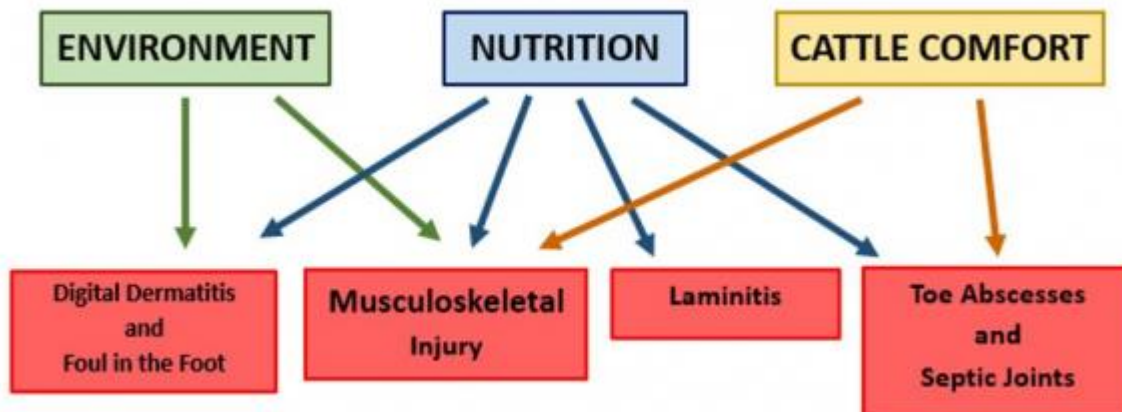 ENVIRONMENT
NUTRITION
CATTLE COMFORT
Digital Dermatitis
and
Foul in the Foot
Musculoskeletal
Injury
Laminitis
Toe Abscesses
and
Septic Joints